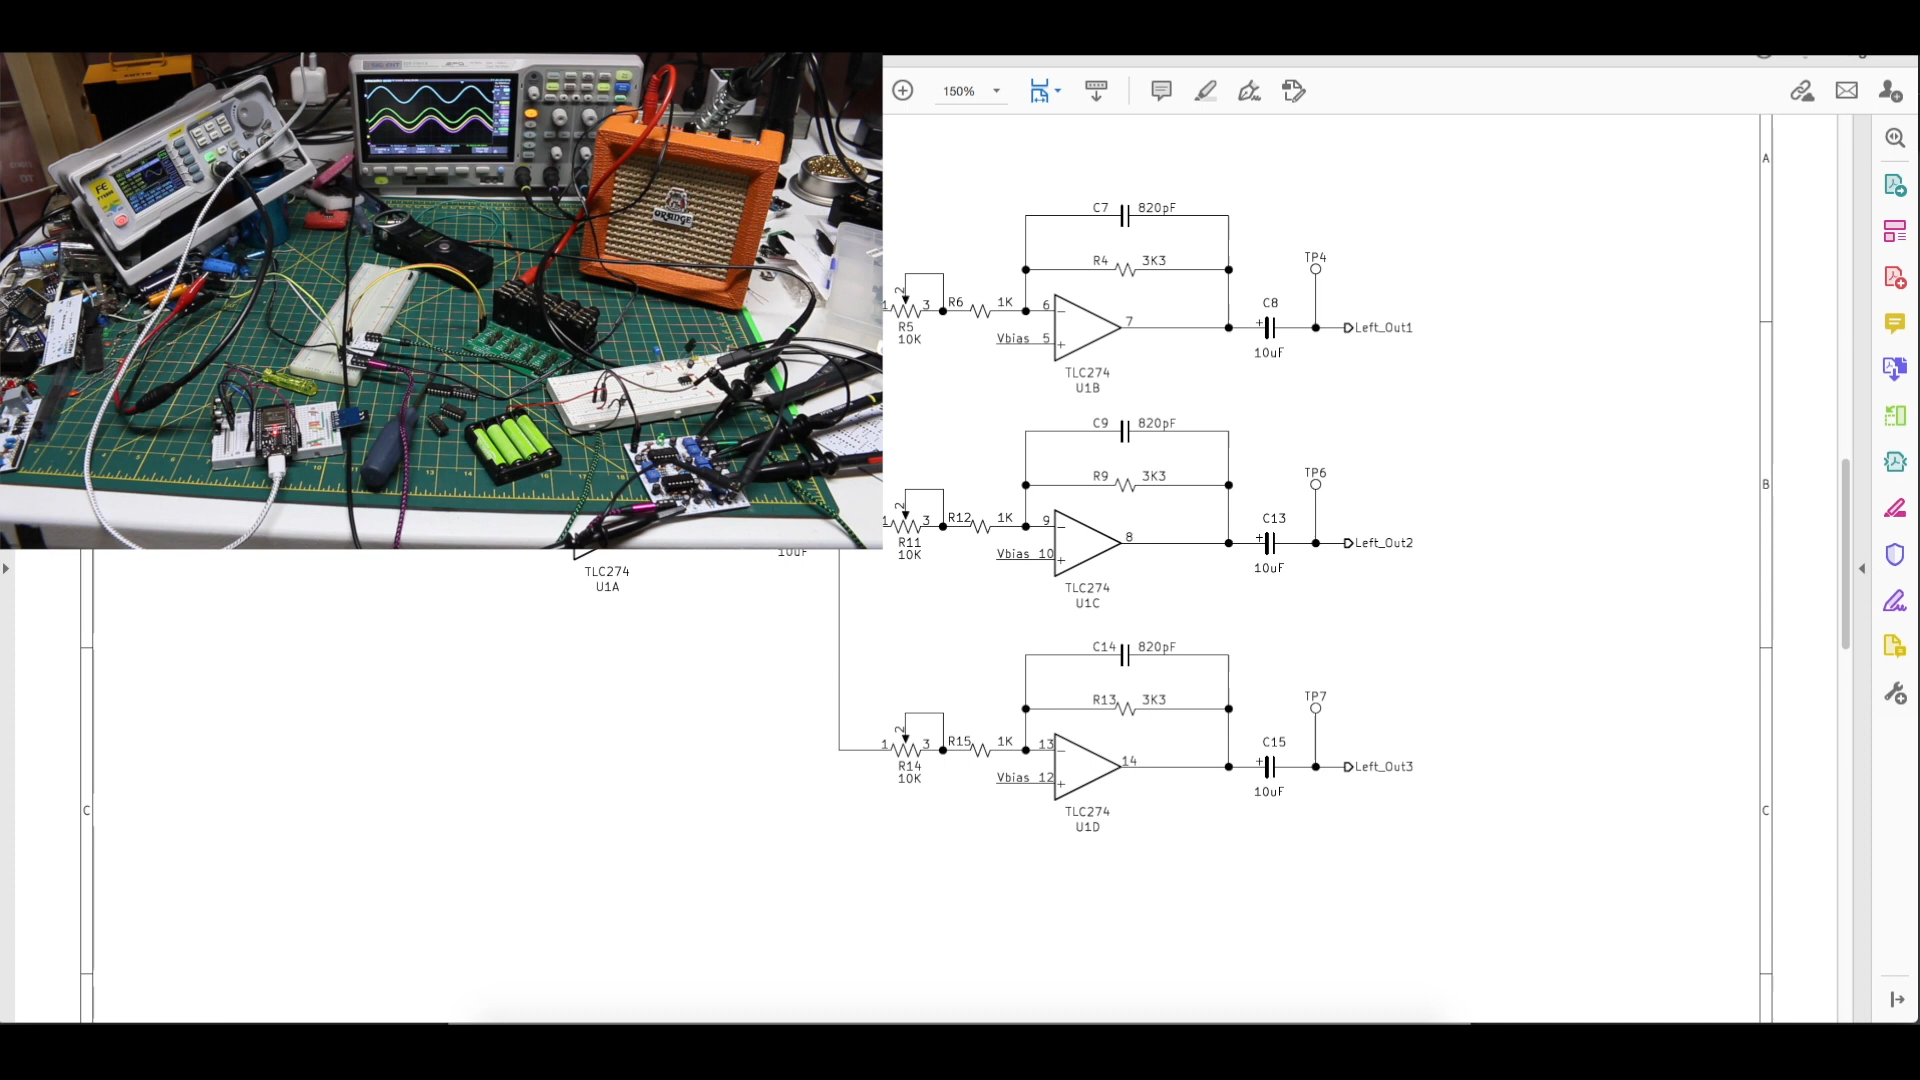 150%
A
C7 820pF
R4 3K3
TP4
2
1 3 R6 1K 6
R5
10K
7
C8
+
10uF
Left_Out1
Vbias 5
TLC274
U1B
C9 820pF
R9 3K3
TP6
B
2
1 3 R12 1K 9
R11
10K
8
C13
+
10uF
Left_Out2
Vbias 10
TLC274
U1C
ORANGE
10uF
TLC274
U1A
C14 820pF
R13 3K3
TP7
2
1 3 R15 1K 13
R14
10K
14
C15
+
10uF
Left_Out3
Vbias 12
TLC274
U1D
C
C